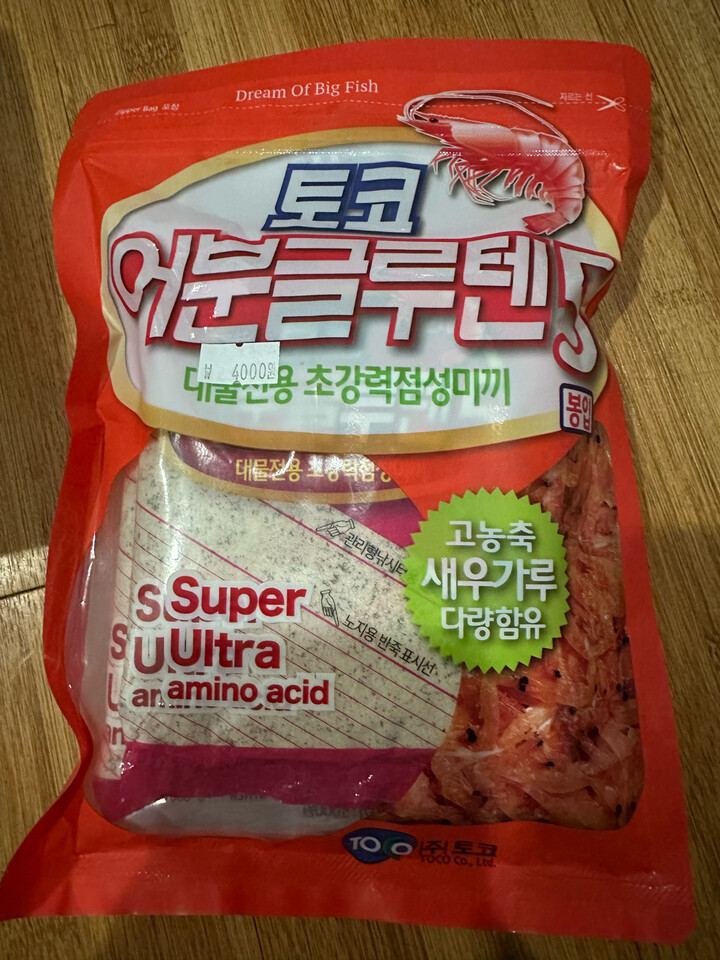 Dream Of Big Fish
Zipper Bag 포장
자르는 선
토코
어분글루텐5
₩ 4000원
대물전용 초강력점성미끼
봉입
대물전용 초강력점성
고농축
새우가루
다량함유
관리형낚시터
노지용 반죽표시선
Super
Ultra
amino acid
TOCO (주)토코
TOCO Co., Ltd.